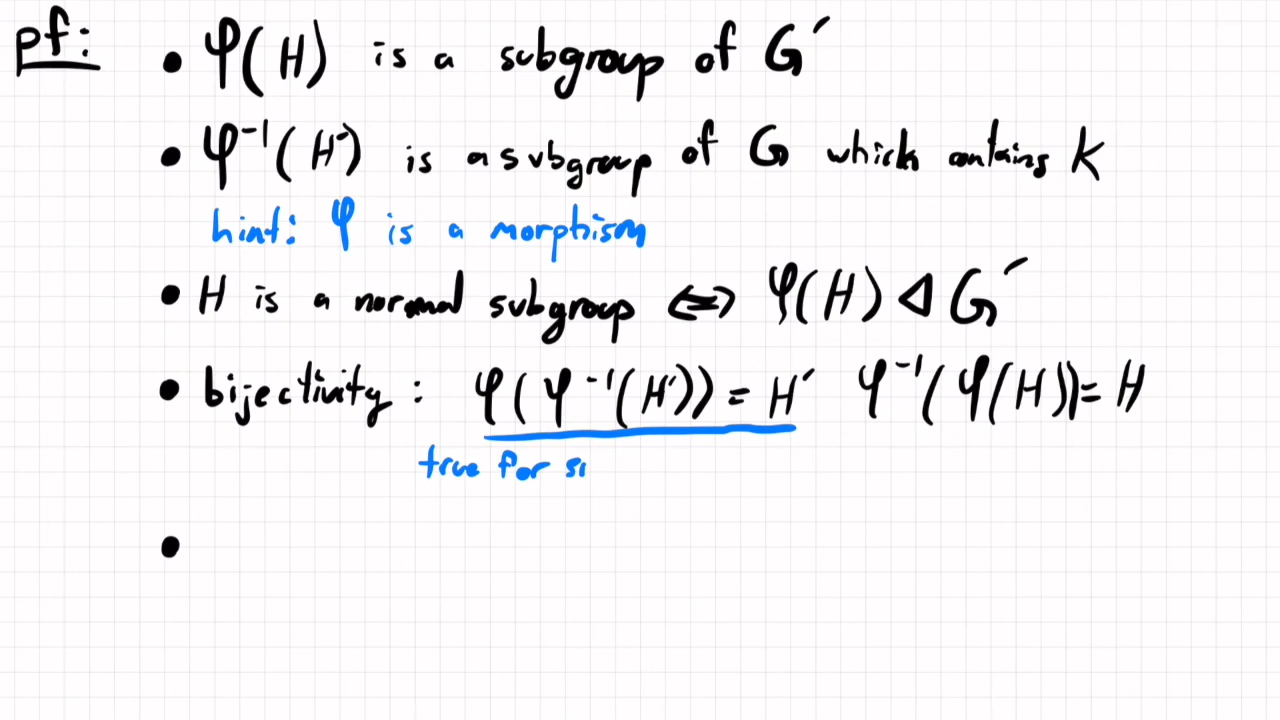 pf: • φ(H) is a subgroup of G′
• φ⁻¹(H′) is a subgroup of G which contains K
hint: φ is a morphism
• H is a normal subgroup ⇔ φ(H) ⊲ G′
• bijectivity: φ(φ⁻¹(H′)) = H′ φ⁻¹(φ(H)) = H
true for
•